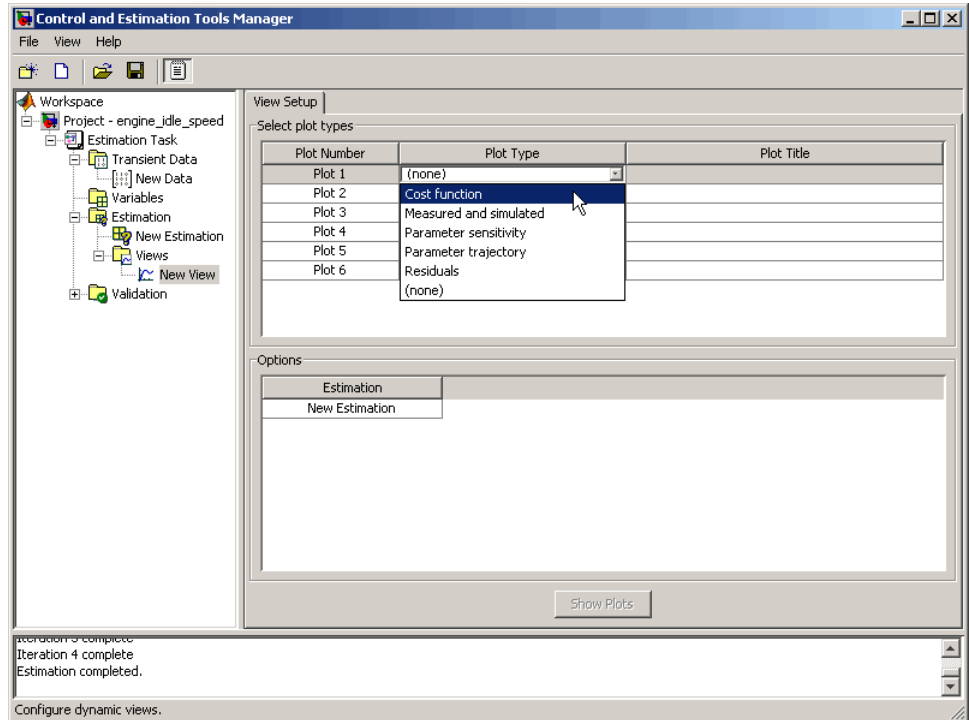 Control and Estimation Tools Manager
File View Help
Workspace
Project - engine_idle_speed
Estimation Task
Transient Data
New Data
Variables
Estimation
New Estimation
Views
New View
Validation
View Setup
Select plot types
Plot Number Plot Type Plot Title
Plot 1 (none)
Plot 2 Cost function
Plot 3 Measured and simulated
Plot 4 Parameter sensitivity
Plot 5 Parameter trajectory
Plot 6 Residuals
(none)
Options
Estimation
New Estimation
Show Plots
Iteration 3 complete
Iteration 4 complete
Estimation completed.
Configure dynamic views.